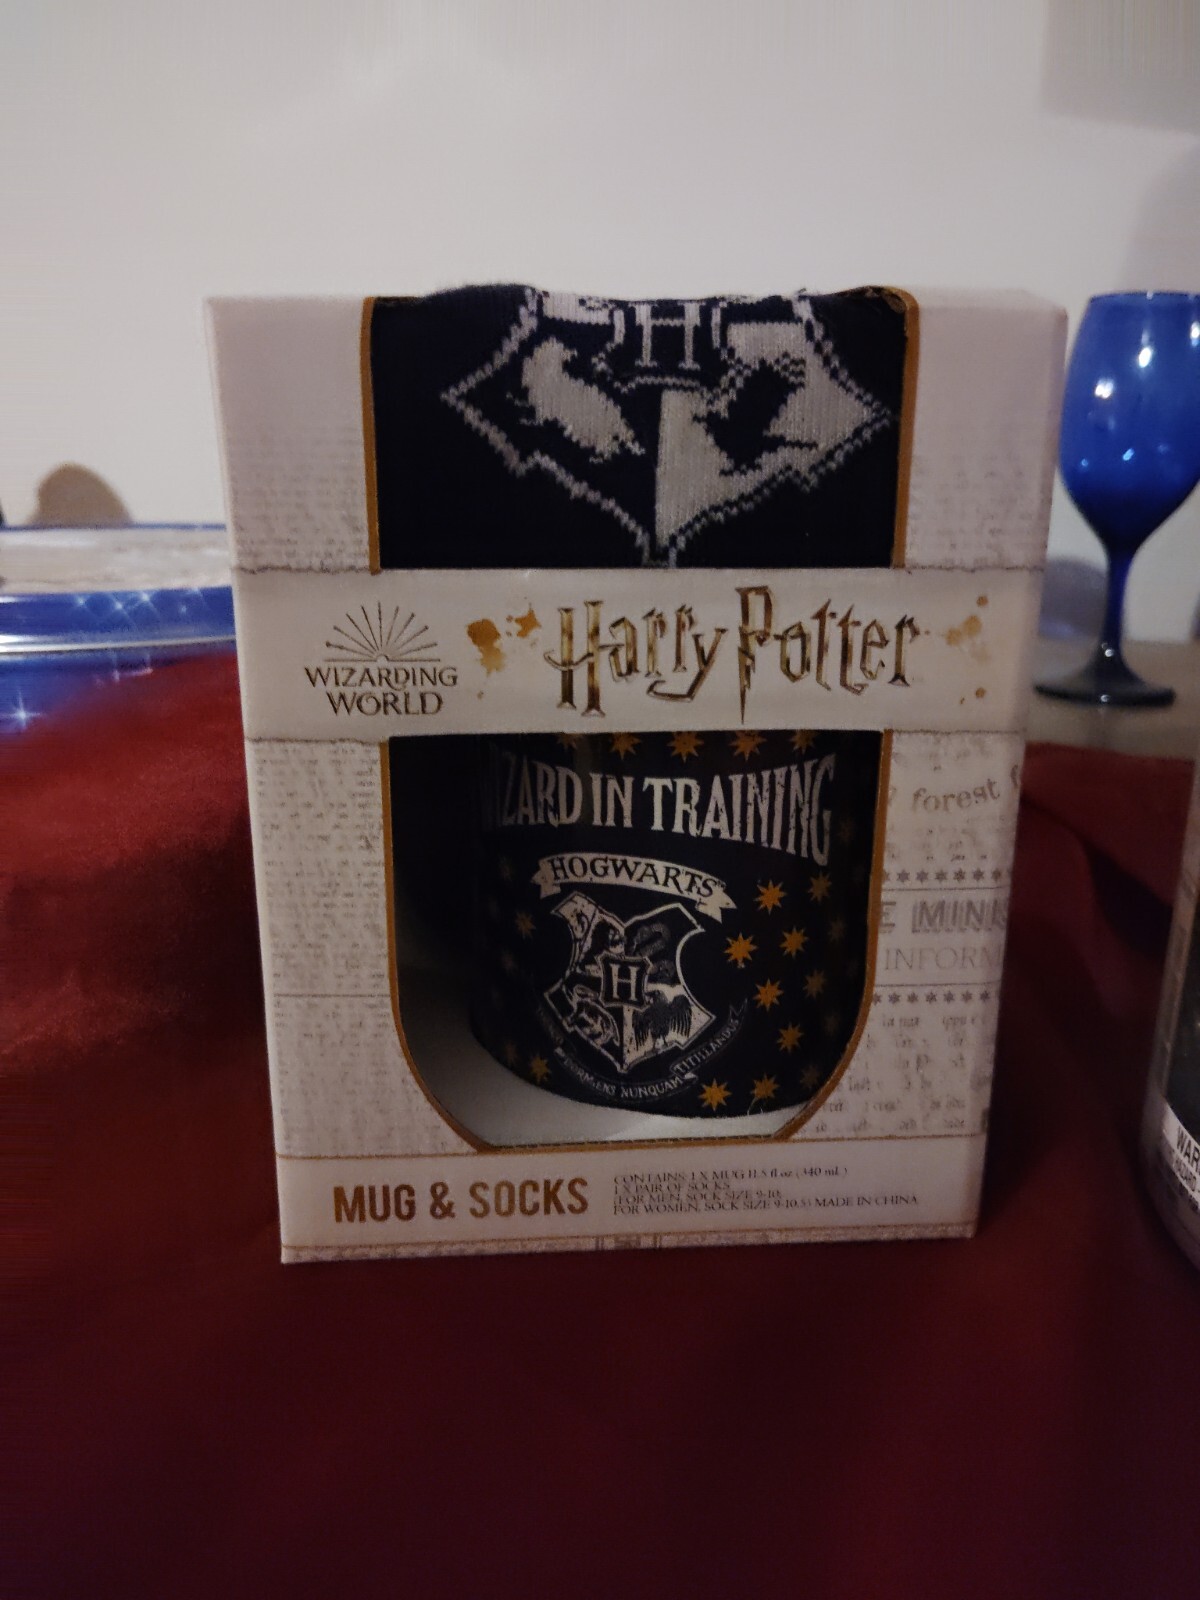 H
WIZARDING
WORLD
Harry Potter
IZARD IN TRAINING
HOGWARTS
H
DORMIENS NUNQUAM TITILLANDUS
forest
E MINIS
INFORM
MUG & SOCKS
CONTAINS: 1 X MUG 11.5 fl oz (340 mL)
1 X PAIR OF SOCKS
(FOR MEN, SOCK SIZE 9-10;
FOR WOMEN, SOCK SIZE 9-10.5) MADE IN CHINA
WAR